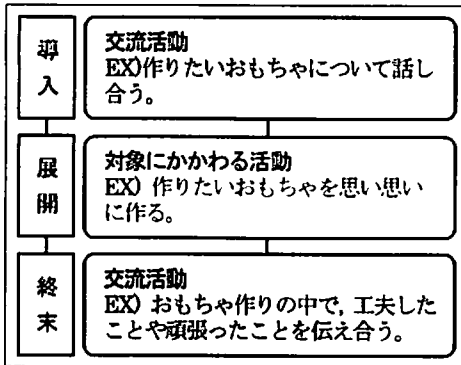 導入
交流活動
EX)作りたいおもちゃについて話し
合う。
展開
対象にかかわる活動
EX) 作りたいおもちゃを思い思い
に作る。
終末
交流活動
EX) おもちゃ作りの中で，工夫した
ことや頑張ったことを伝え合う。